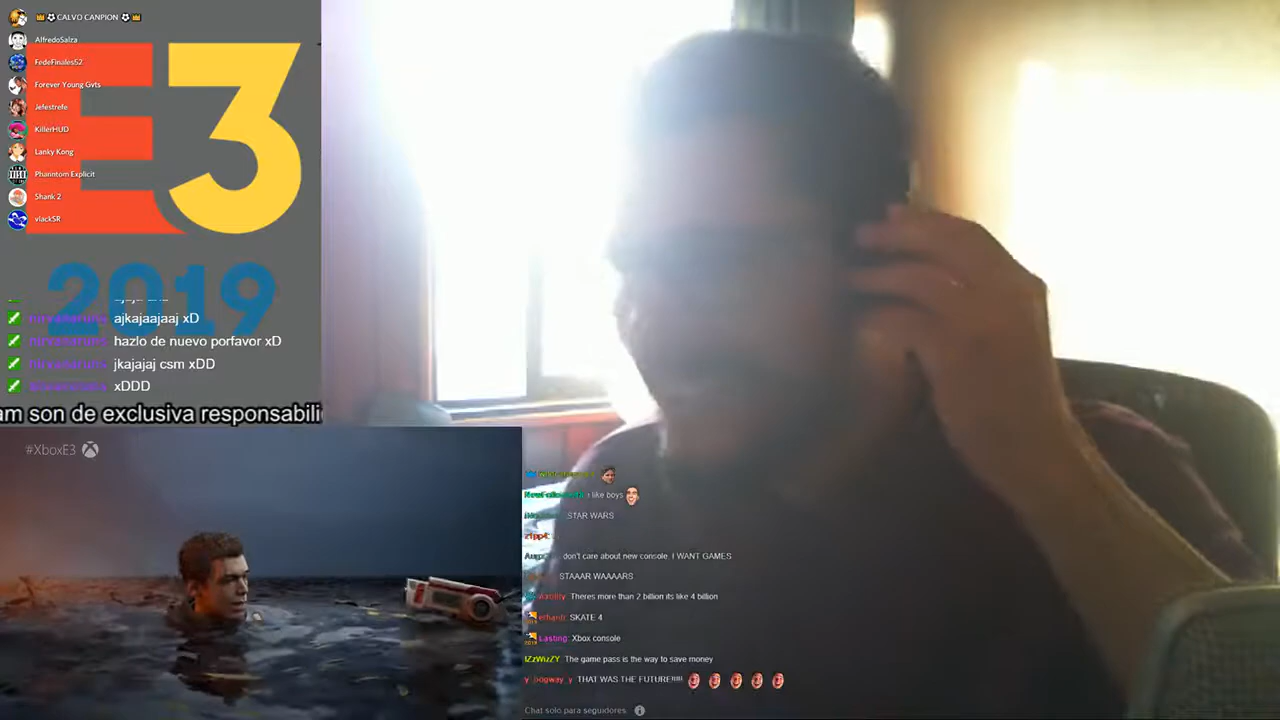 CALVO CANPION
AlfredoSalza
FedeFinales52
Forever Young Gvts
Jefestrefe
KillerHUD
Lanky Kong
Phanntom Explicit
Shank 2
vlackSR
E3
2019
ajkajaajaaj xD
hazlo de nuevo porfavor xD
jkajajaj csm xDD
xDDD
am son de exclusiva responsabili
#XboxE3
i like boys
STAR WARS
don't care about new console. I WANT GAMES
STAAAR WAAAARS
Theres more than 2 billion its like 4 billion
SKATE 4
Lasting: Xbox console
IZzWizZY The game pass is the way to save money
THAT WAS THE FUTURE!!!!!
Chat solo para seguidores